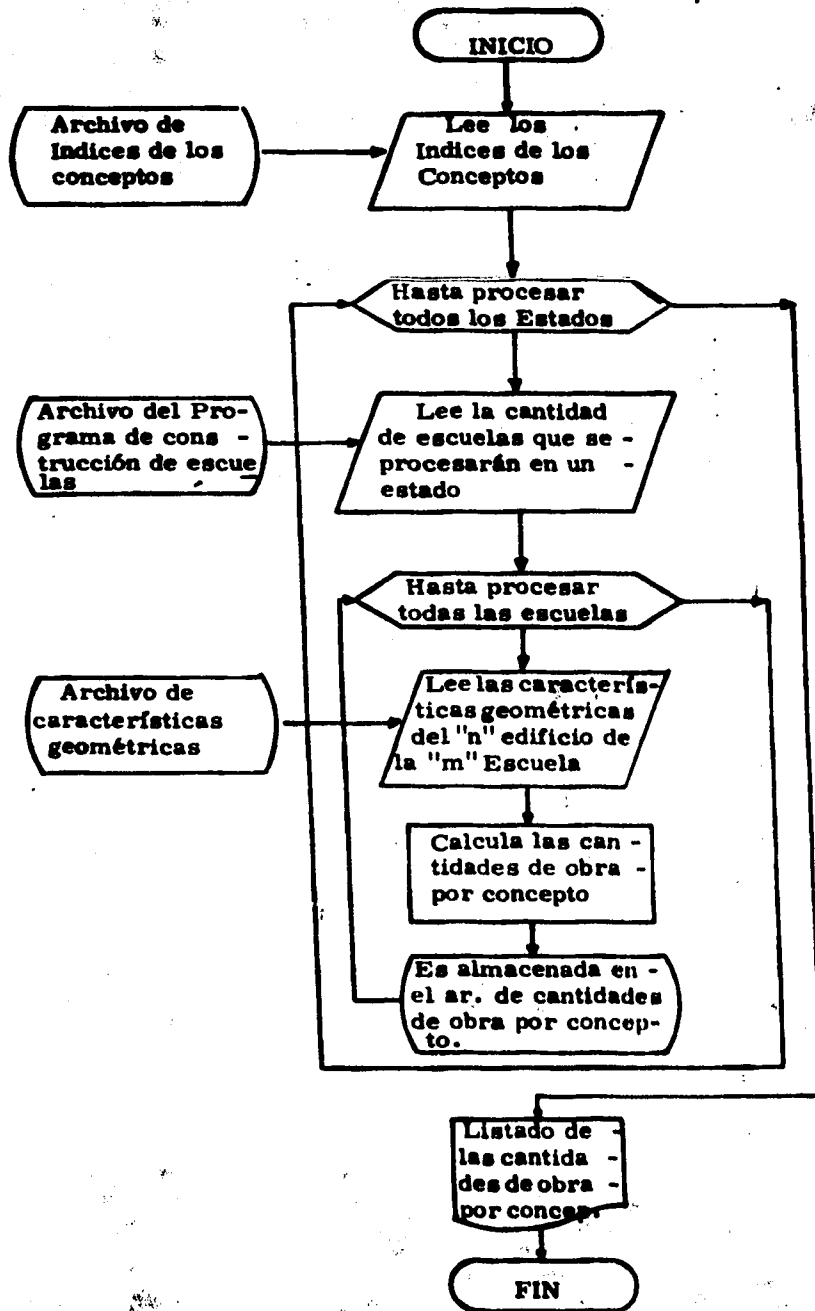 INICIO
Archivo de
Indices de los
conceptos
Lee los
Indices de los
Conceptos
Hasta procesar
todos los Estados
Archivo del Pro-
grama de cons -
trucción de escue
las
Lee la cantidad
de escuelas que se -
procesarán en un -
estado
Hasta procesar
todas las escuelas
Archivo de
características
geométricas
Lee las caracterís-
ticas geométricas
del "n" edificio de
la "m" Escuela
Calcula las can -
tidades de obra -
por concepto
Es almacenada en -
el ar. de cantidades
de obra por concep-
to.
Listado de -
las cantida -
des de obra -
por concep.
FIN